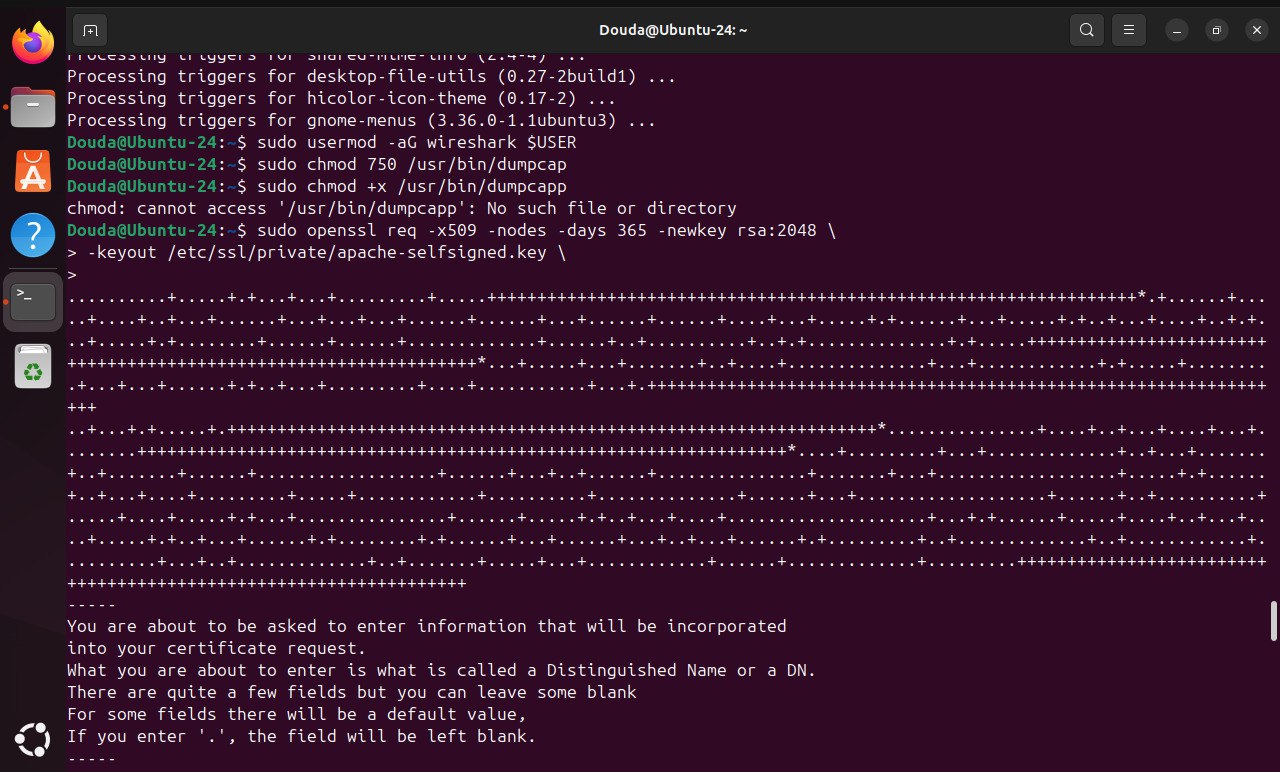 Douda@Ubuntu-24: ~
Processing triggers for shared-mime-info (2.4-4) ...
Processing triggers for desktop-file-utils (0.27-2build1) ...
Processing triggers for hicolor-icon-theme (0.17-2) ...
Processing triggers for gnome-menus (3.36.0-1.1ubuntu3) ...
Douda@Ubuntu-24:~$ sudo usermod -aG wireshark $USER
Douda@Ubuntu-24:~$ sudo chmod 750 /usr/bin/dumpcap
Douda@Ubuntu-24:~$ sudo chmod +x /usr/bin/dumpcapp
chmod: cannot access '/usr/bin/dumpcapp': No such file or directory
Douda@Ubuntu-24:~$ sudo openssl req -x509 -nodes -days 365 -newkey rsa:2048 \
> -keyout /etc/ssl/private/apache-selfsigned.key \
>
-----
You are about to be asked to enter information that will be incorporated
into your certificate request.
What you are about to enter is what is called a Distinguished Name or a DN.
There are quite a few fields but you can leave some blank
For some fields there will be a default value,
If you enter '.', the field will be left blank.
-----